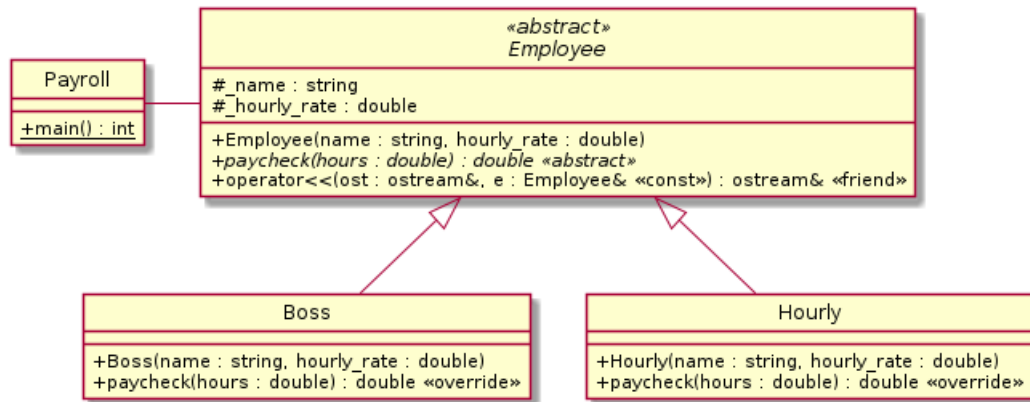 «abstract»
Employee
#_name : string
#_hourly_rate : double
+Employee(name : string, hourly_rate : double)
+paycheck(hours : double) : double «abstract»
+operator<<(ost : ostream&, e : Employee& «const») : ostream& «friend»
Payroll
+main() : int
Boss
+Boss(name : string, hourly_rate : double)
+paycheck(hours : double) : double «override»
Hourly
+Hourly(name : string, hourly_rate : double)
+paycheck(hours : double) : double «override»